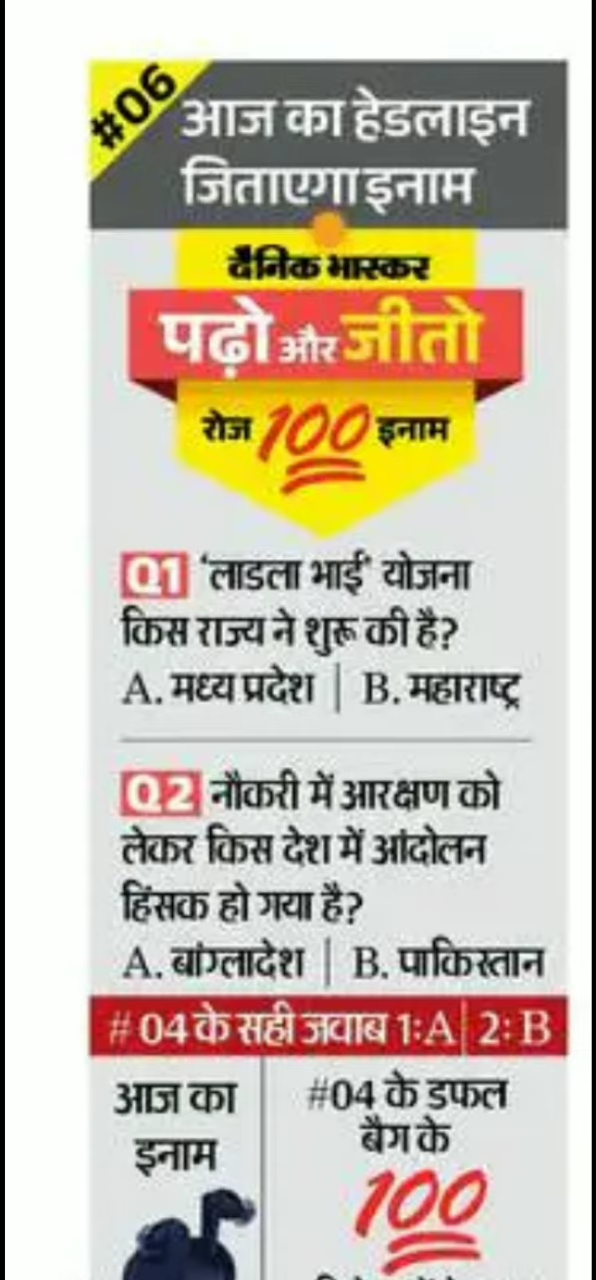 #06
आज का हेडलाइन
जिताएगा इनाम
दैनिक भास्कर
पढ़ो और जीतो
रोज 100 इनाम
Q1 'लाडला भाई' योजना
किस राज्य ने शुरू की है?
A. मध्य प्रदेश | B. महाराष्ट्र
Q2 नौकरी में आरक्षण को
लेकर किस देश में आंदोलन
हिंसक हो गया है?
A. बांग्लादेश | B. पाकिस्तान
# 04 के सही जवाब 1:A | 2: B
आज का
इनाम
#04 के डफल
बैग के
100